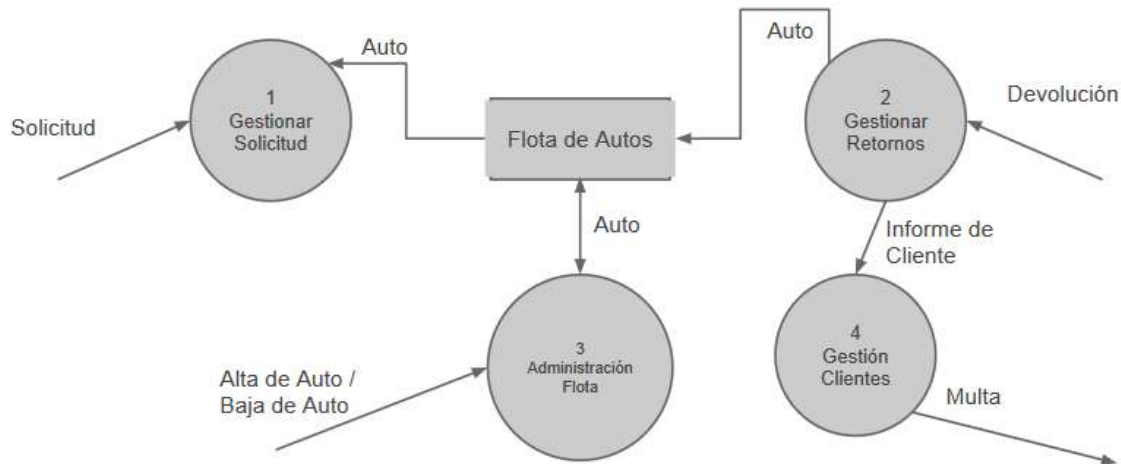 Auto
Auto
1
Gestionar
Solicitud
Solicitud
Flota de Autos
2
Gestionar
Retornos
Devolución
Auto
Informe de
Cliente
3
Administración
Flota
Alta de Auto /
Baja de Auto
4
Gestión
Clientes
Multa